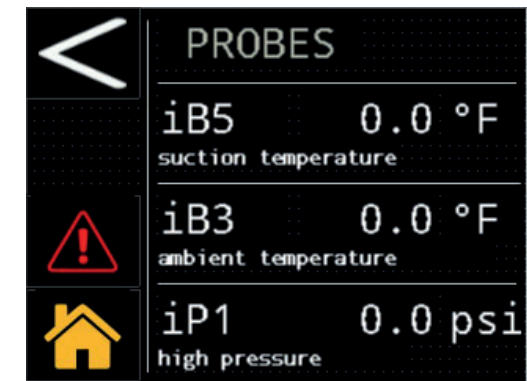 PROBES
iB5 0.0 °F
suction temperature
iB3 0.0 °F
ambient temperature
iP1 0.0 psi
high pressure